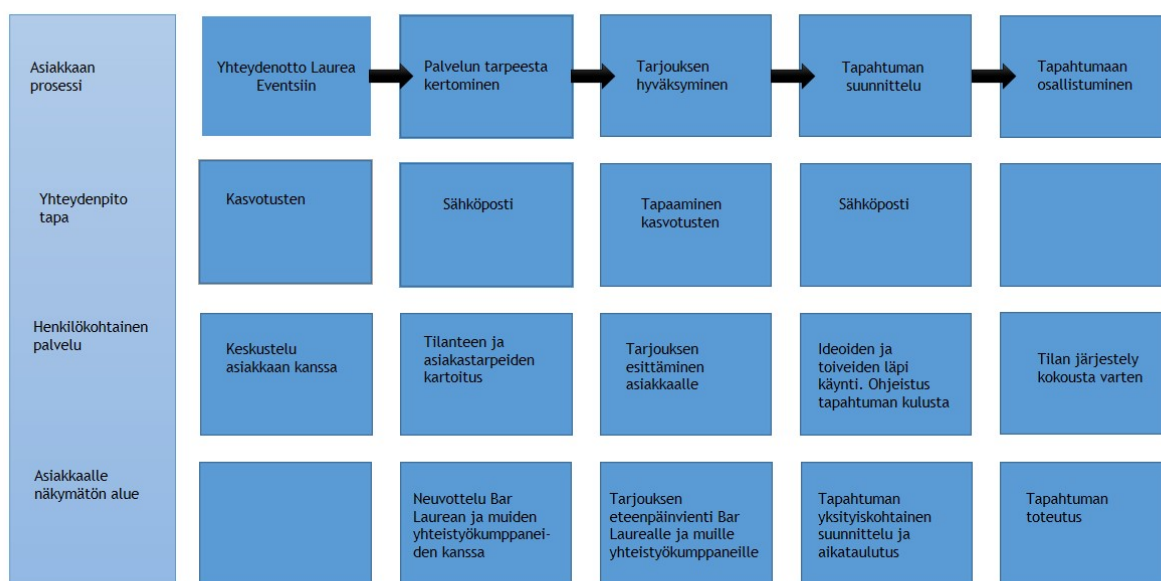 Asiakkaan
prosessi
Yhteydenotto Laurea
Eventsiin
Palvelun tarpeesta
kertominen
Tarjouksen
hyväksyminen
Tapahtuman
suunnittelu
Tapahtumaan
osallistuminen
Yhteydenpito
tapa
Kasvotusten
Sähköposti
Tapaaminen
kasvotusten
Sähköposti
Henkilökohtainen
palvelu
Keskustelu
asiakkaan kanssa
Tilanteen ja
asiakastarpeiden
kartoitus
Tarjouksen
esittäminen
asiakkaalle
Ideoiden ja
toiveiden läpi
käynti. Ohjeistus
tapahtuman kulusta
Tilan järjestely
kokousta varten
Asiakkaalle
näkymätön alue
Neuvottelu Bar
Laurean ja muiden
yhteistyökumppanei-
den kanssa
Tarjouksen
eteenpäinvienti Bar
Laurealle ja muille
yhteistyökumppaneille
Tapahtuman
yksityiskohtainen
suunnittelu ja
aikataulutus
Tapahtuman
toteutus